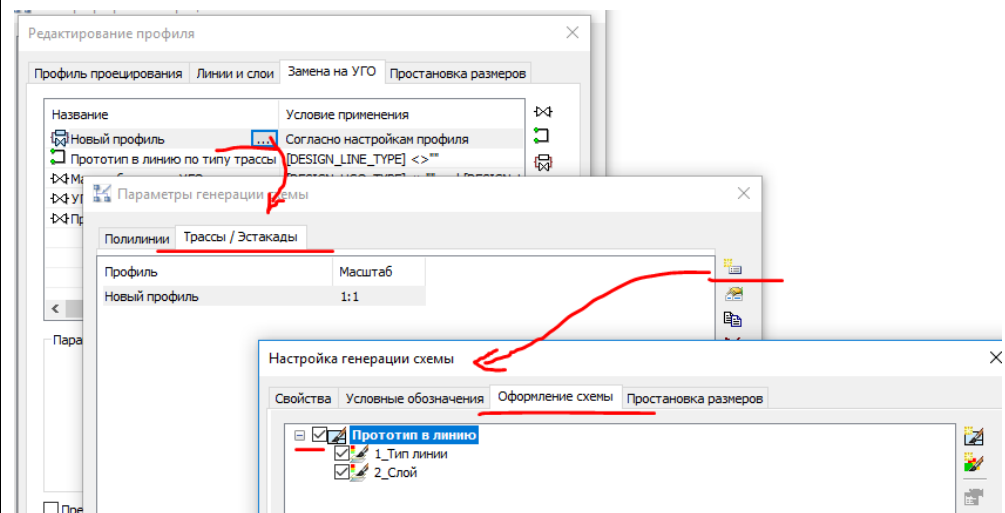 Редактирование профиля
Профиль проецирования Линии и слои Замена на УГО Простановка размеров
Название Условие применения
Новый профиль ... Согласно настройкам профиля
Прототип в линию по типу трассы [DESIGN_LINE_TYPE] <>""
Параметры генерации схемы
Полилинии Трассы / Эстакады
Профиль Масштаб
Новый профиль 1:1
Настройка генерации схемы
Свойства Условные обозначения Оформление схемы Простановка размеров
Прототип в линию
1_Тип линии
2_Слой